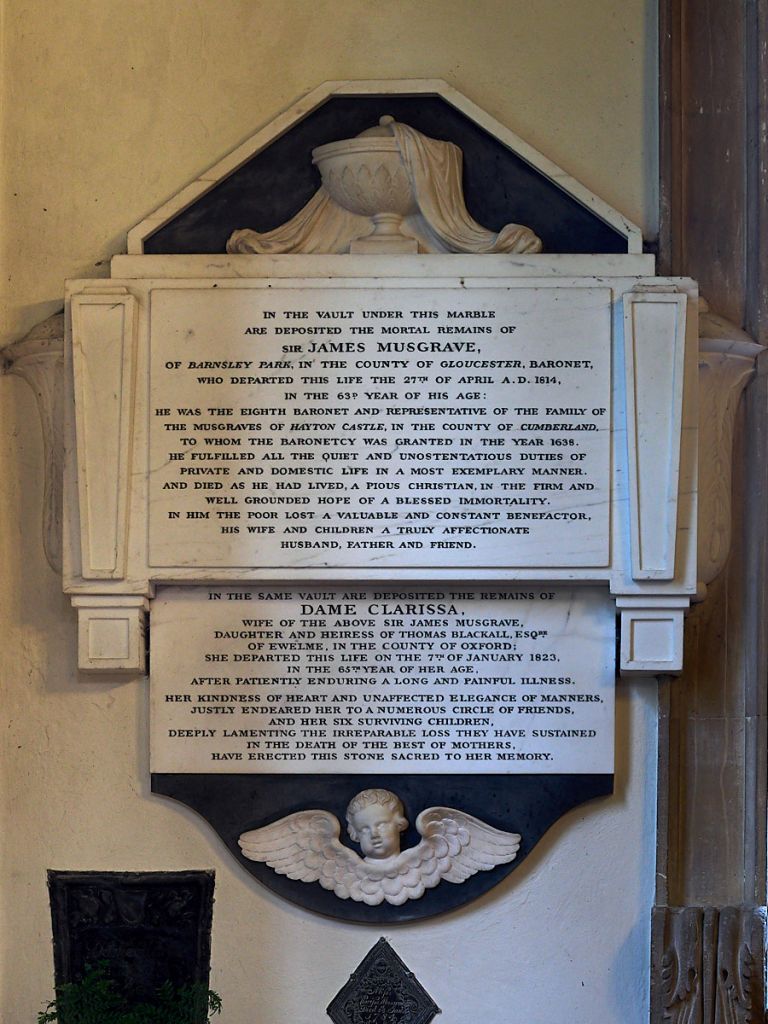 IN THE VAULT UNDER THIS MARBLE
ARE DEPOSITED THE MORTAL REMAINS OF
SIR JAMES MUSGRAVE,
OF BARNSLEY PARK, IN THE COUNTY OF GLOUCESTER, BARONET,
WHO DEPARTED THIS LIFE THE 27TH OF APRIL A.D. 1814,
IN THE 63D YEAR OF HIS AGE:
HE WAS THE EIGHTH BARONET AND REPRESENTATIVE OF THE FAMILY OF
THE MUSGRAVES OF HAYTON CASTLE, IN THE COUNTY OF CUMBERLAND,
TO WHOM THE BARONETCY WAS GRANTED IN THE YEAR 1638.
HE FULFILLED ALL THE QUIET AND UNOSTENTATIOUS DUTIES OF
PRIVATE AND DOMESTIC LIFE IN A MOST EXEMPLARY MANNER.
AND DIED AS HE HAD LIVED, A PIOUS CHRISTIAN, IN THE FIRM AND
WELL GROUNDED HOPE OF A BLESSED IMMORTALITY.
IN HIM THE POOR LOST A VALUABLE AND CONSTANT BENEFACTOR,
HIS WIFE AND CHILDREN A TRULY AFFECTIONATE
HUSBAND, FATHER AND FRIEND.
IN THE SAME VAULT ARE DEPOSITED THE REMAINS OF
DAME CLARISSA,
WIFE OF THE ABOVE SIR JAMES MUSGRAVE,
DAUGHTER AND HEIRESS OF THOMAS BLACKALL, ESQRE
OF EWELME, IN THE COUNTY OF OXFORD;
SHE DEPARTED THIS LIFE ON THE 7TH OF JANUARY 1823,
IN THE 65TH YEAR OF HER AGE,
AFTER PATIENTLY ENDURING A LONG AND PAINFUL ILLNESS.
HER KINDNESS OF HEART AND UNAFFECTED ELEGANCE OF MANNERS,
JUSTLY ENDEARED HER TO A NUMEROUS CIRCLE OF FRIENDS,
AND HER SIX SURVIVING CHILDREN,
DEEPLY LAMENTING THE IRREPARABLE LOSS THEY HAVE SUSTAINED
IN THE DEATH OF THE BEST OF MOTHERS,
HAVE ERECTED THIS STONE SACRED TO HER MEMORY.